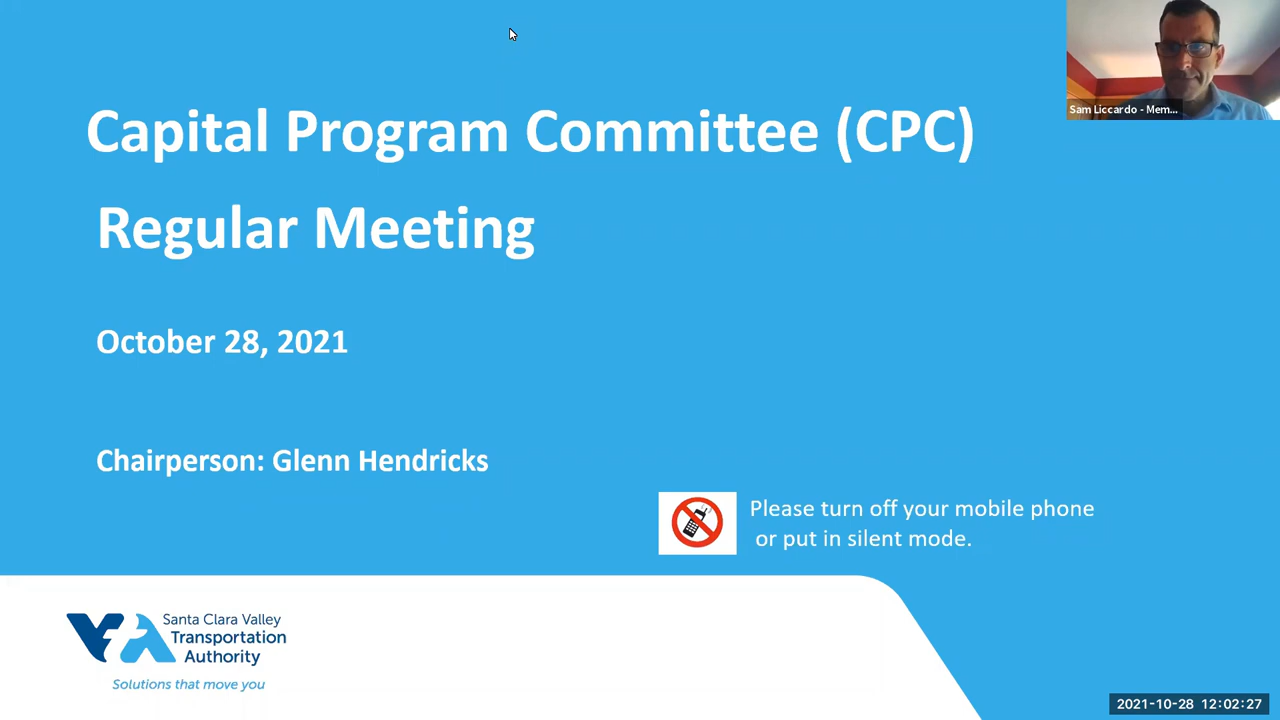 Capital Program Committee (CPC)
Sam Liccardo - Mem...
Regular Meeting
October 28, 2021
Chairperson: Glenn Hendricks
Please turn off your mobile phone
or put in silent mode.
VTA
Santa Clara Valley
Transportation
Authority
Solutions that move you
2021-10-28 12:02:27